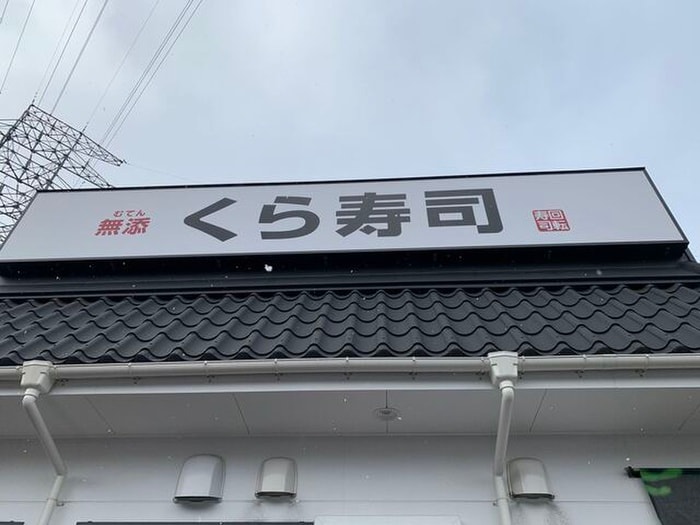 むてん
無添 くら寿司
回転
寿司